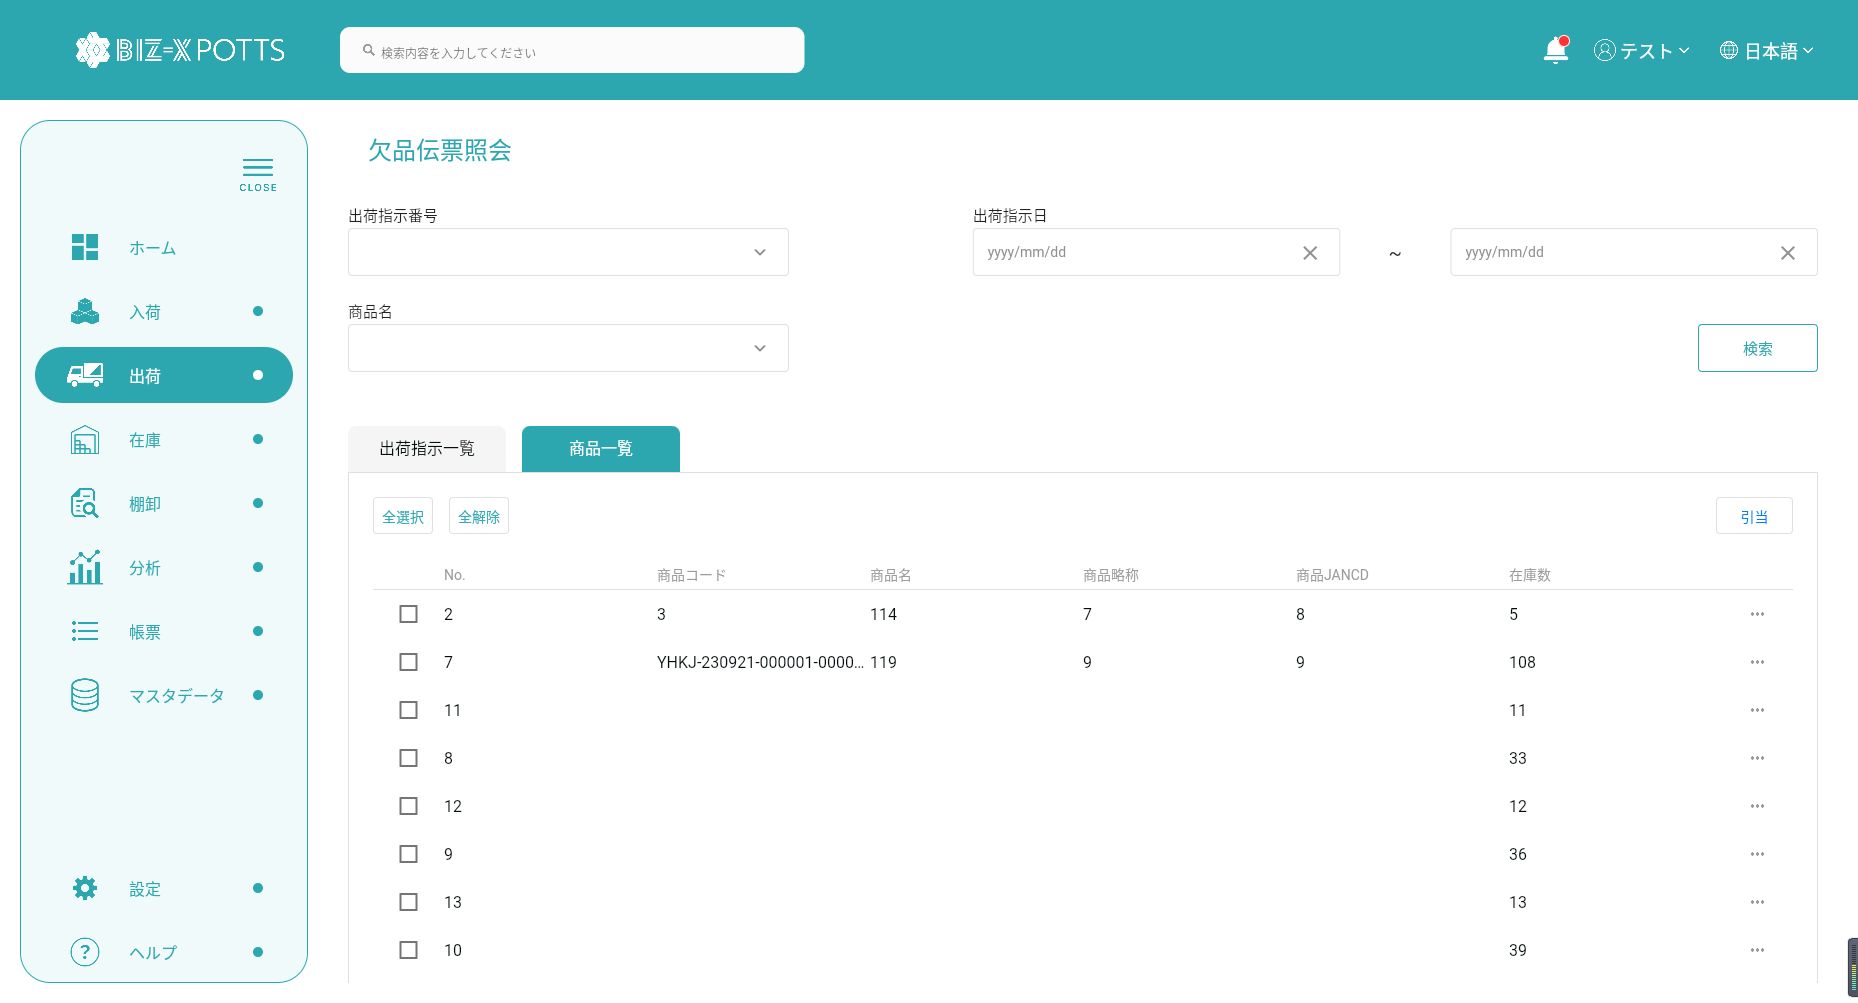 BIZ=X POTTS
検索内容を入力してください
テスト
日本語
CLOSE
ホーム
入荷
出荷
在庫
棚卸
分析
帳票
マスタデータ
設定
? ヘルプ
欠品伝票照会
出荷指示番号
出荷指示日
yyyy/mm/dd ~ yyyy/mm/dd
商品名
検索
出荷指示一覧 商品一覧
全選択 全解除 引当
No. 商品コード 商品名 商品略称 商品JANCD 在庫数
2 3 114 7 8 5 ...
7 YHKJ-230921-000001-0000... 119 9 9 108 ...
11 11 ...
8 33 ...
12 12 ...
9 36 ...
13 13 ...
10 39 ...